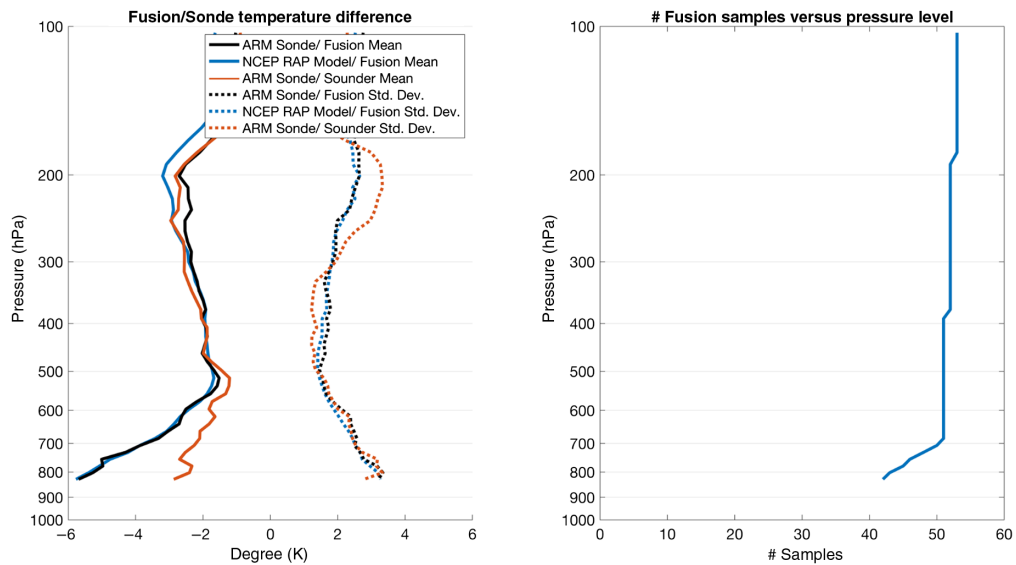 Fusion/Sonde temperature difference
100
200
300
400
500
600
700
800
900
1000
Pressure (hPa)
ARM Sonde/ Fusion Mean
NCEP RAP Model/ Fusion Mean
ARM Sonde/ Sounder Mean
ARM Sonde/ Fusion Std. Dev.
NCEP RAP Model/ Fusion Std. Dev.
ARM Sonde/ Sounder Std. Dev.
−6 −4 −2 0 2 4 6
Degree (K)
# Fusion samples versus pressure level
100
200
300
400
500
600
700
800
900
1000
Pressure (hPa)
0 10 20 30 40 50 60
# Samples